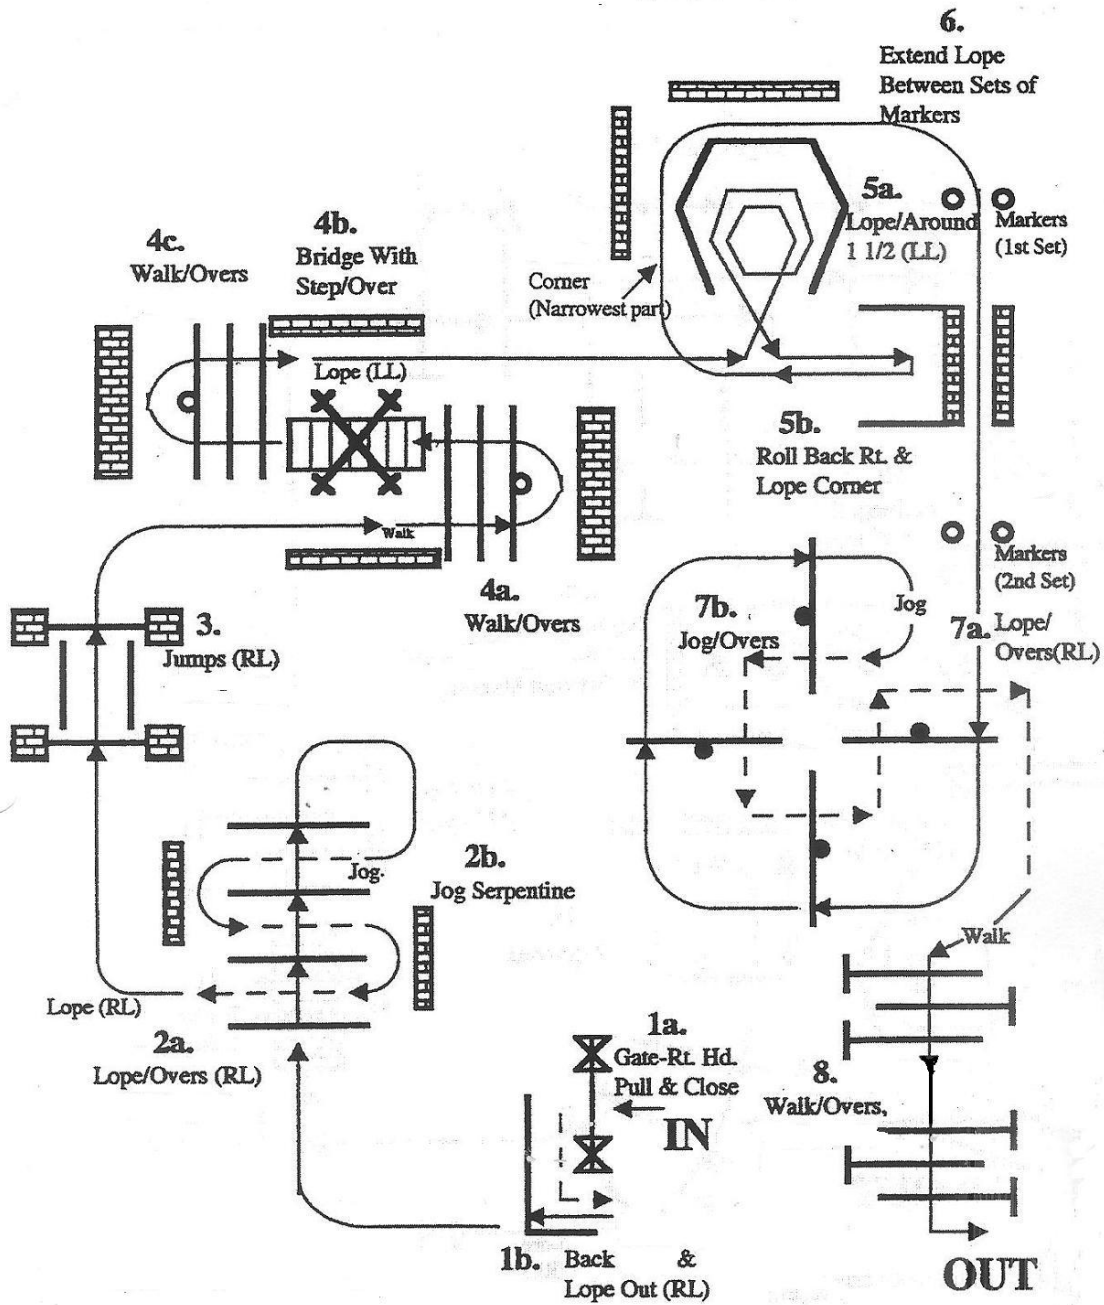 6.
Extend Lope
Between Sets of
Markers
4c.
Walk/Overs
4b.
Bridge With
Step/Over
5a.
Lope/Around
1 1/2 (LL)
Markers
(1st Set)
Corner
(Narrowest part)
Lope (LL)
5b.
Roll Back Rt. &
Lope Corner
Walk
4a.
Walk/Overs
Markers
(2nd Set)
3.
Jumps (RL)
7b.
Jog/Overs
Jog
7a. Lope/
Overs(RL)
2b.
Jog Serpentine
Jog.
Lope (RL)
2a.
Lope/Overs (RL)
Walk
1a.
Gate-Rt. Hd.
Pull & Close
IN
8.
Walk/Overs,
1b. Back &
Lope Out (RL)
OUT